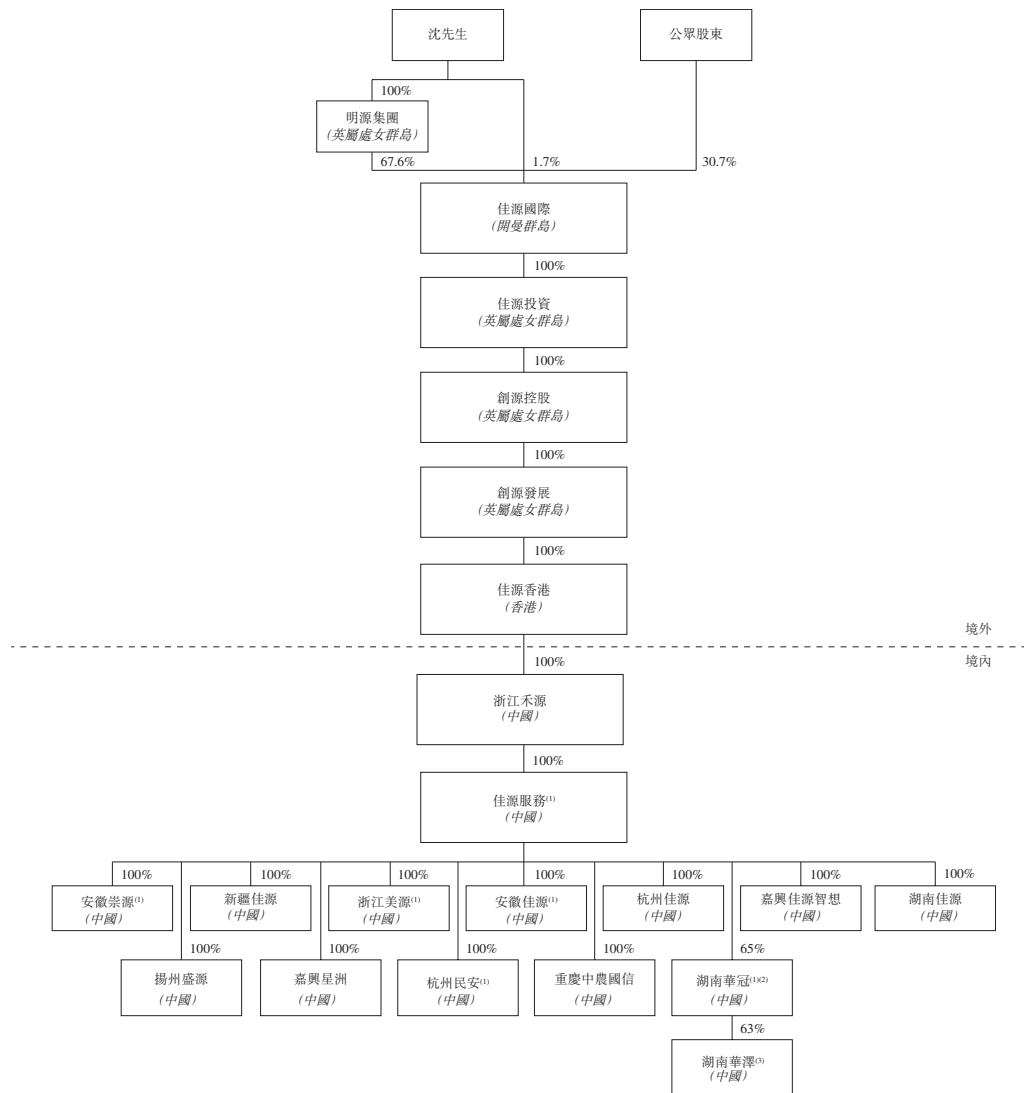 沈先生
公眾股東
100%
明源集團
(英屬處女群島)
67.6%
1.7%
30.7%
佳源國際
(開曼群島)
100%
佳源投資
(英屬處女群島)
100%
創源控股
(英屬處女群島)
100%
創源發展
(英屬處女群島)
100%
佳源香港
(香港)
境外
境內
100%
浙江禾源
(中國)
100%
佳源服務(1)
(中國)
100%
安徽崇源(1)
(中國)
100%
新疆佳源
(中國)
100%
浙江美源(1)
(中國)
100%
安徽佳源(1)
(中國)
100%
杭州佳源
(中國)
100%
嘉興佳源智想
(中國)
100%
湖南佳源
(中國)
100%
揚州盛源
(中國)
100%
嘉興星洲
(中國)
100%
杭州民安(1)
(中國)
100%
重慶中農國信
(中國)
65%
湖南華冠(1)(2)
(中國)
63%
湖南華澤(3)
(中國)